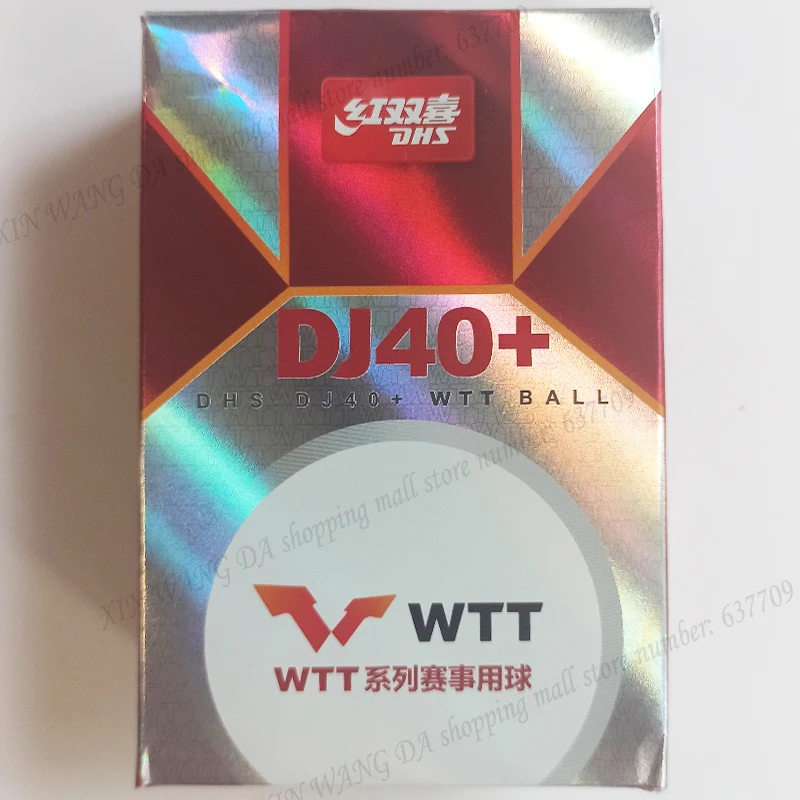 红双喜
DHS
DJ40+
DHS DJ40+ WTT BALL
WTT
WTT系列赛事用球
XIN WANG DA shopping mall store number: 637709
XIN WANG DA shopping mall store number: 637709
XIN WANG DA shopping mall store number: 637709